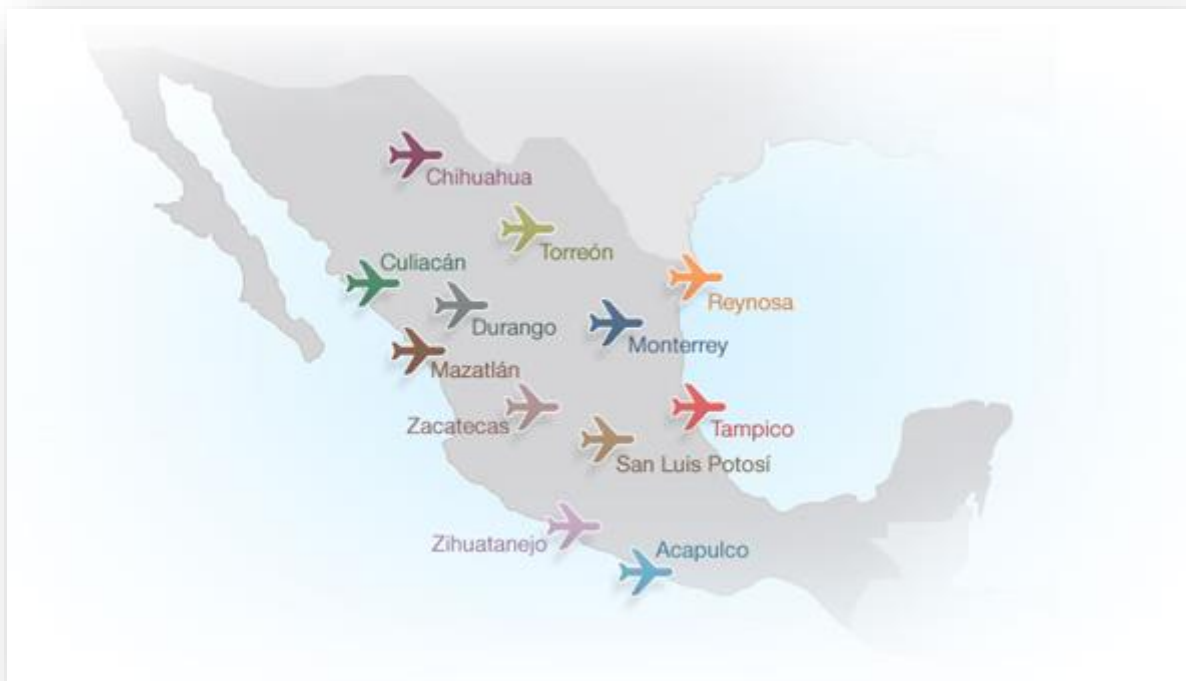 Chihuahua
Torreón
Culiacán
Reynosa
Durango
Monterrey
Mazatlán
Zacatecas
Tampico
San Luis Potosí
Zihuatanejo
Acapulco